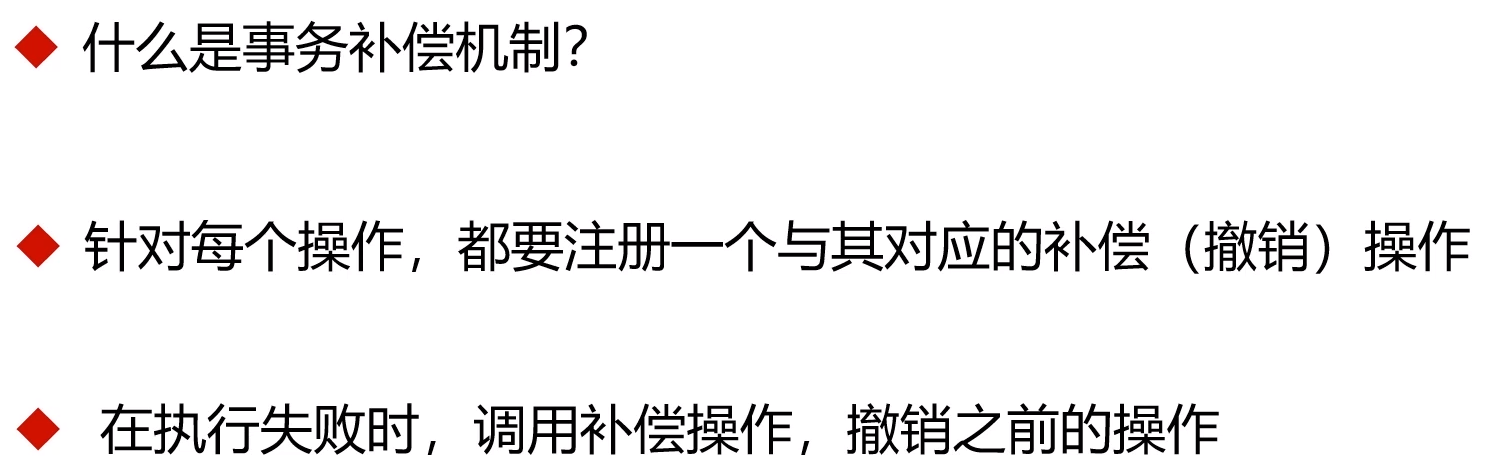 什么是事务补偿机制?
针对每个操作，都要注册一个与其对应的补偿（撤销）操作
在执行失败时，调用补偿操作，撤销之前的操作